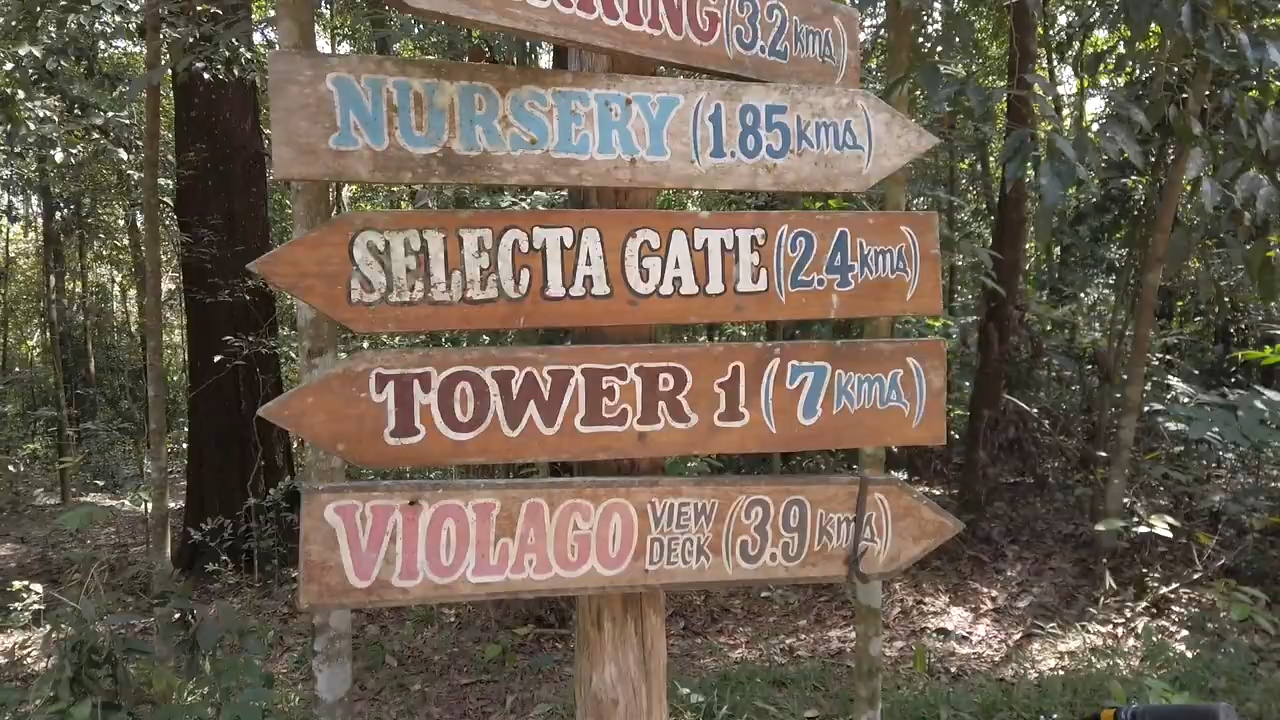 (3.2 kms)
NURSERY (1.85 kms)
SELECTA GATE (2.4 kms)
TOWER 1 (7 kms)
VIOLAGO VIEW DECK (3.9 kms)